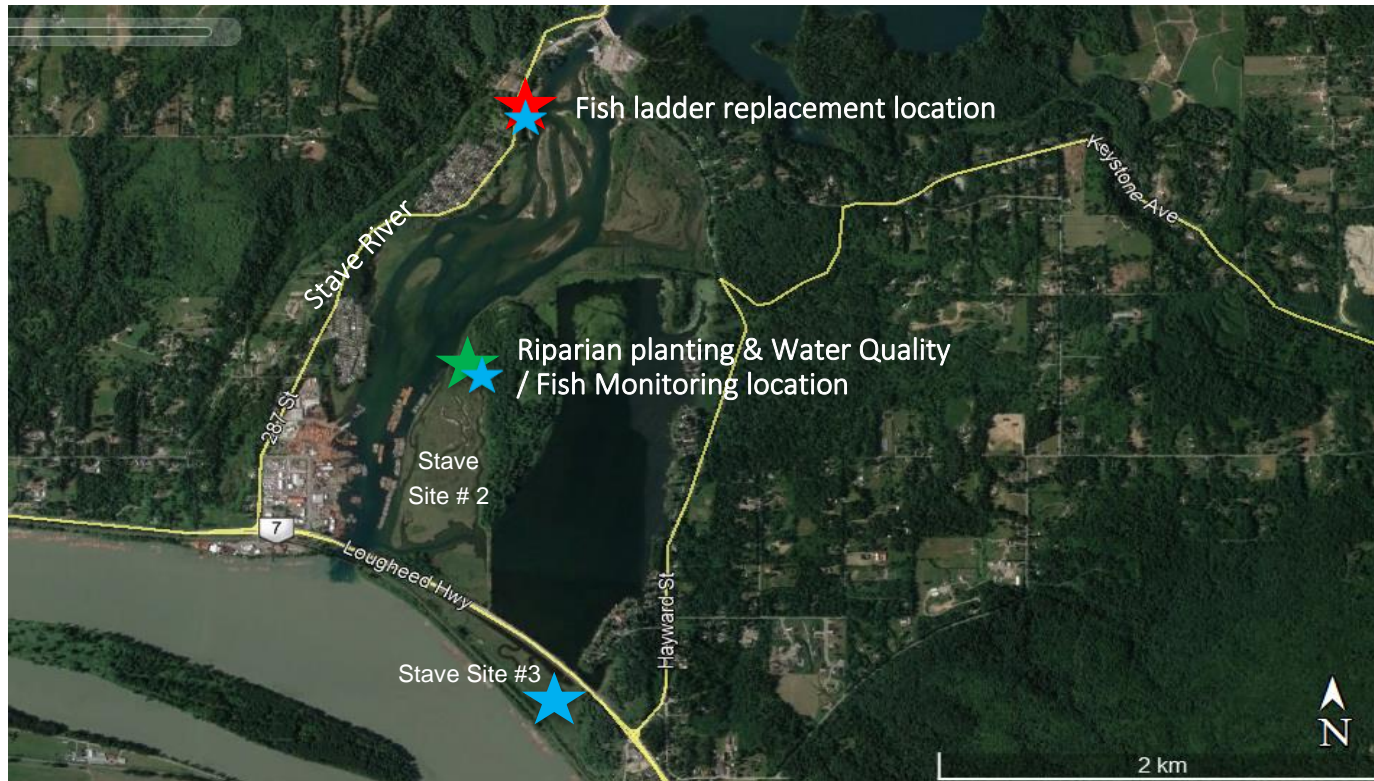 Fish ladder replacement location
Keystone Ave
Stave River
Riparian planting & Water Quality
/ Fish Monitoring location
287 St
Stave
Site # 2
7
Lougheed Hwy
Hayward St
Stave Site #3
N
2 km